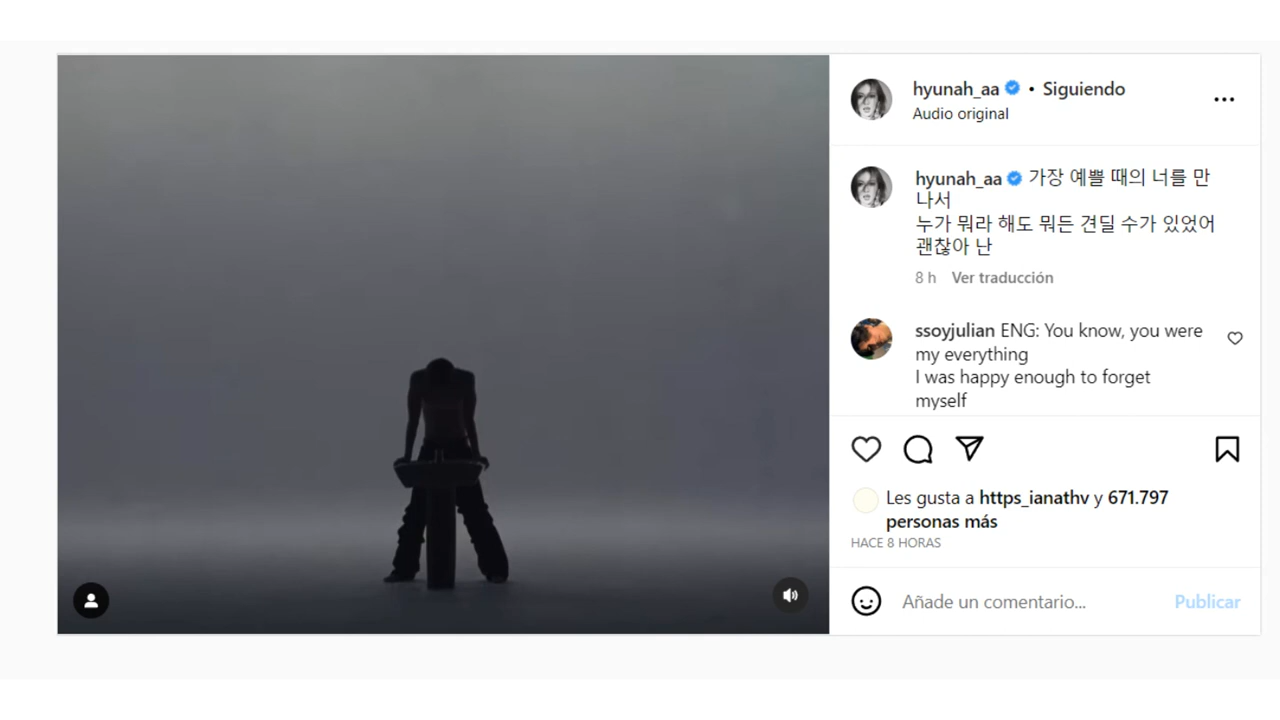 hyunah_aa • Siguiendo
Audio original
hyunah_aa 가장 예쁠 때의 너를 만
나서
누가 뭐라 해도 뭐든 견딜 수가 있었어
괜찮아 난
8 h Ver traducción
ssoyjulian ENG: You know, you were
my everything
I was happy enough to forget
myself
Les gusta a https_ianathv y 671.797
personas más
HACE 8 HORAS
Añade un comentario... Publicar